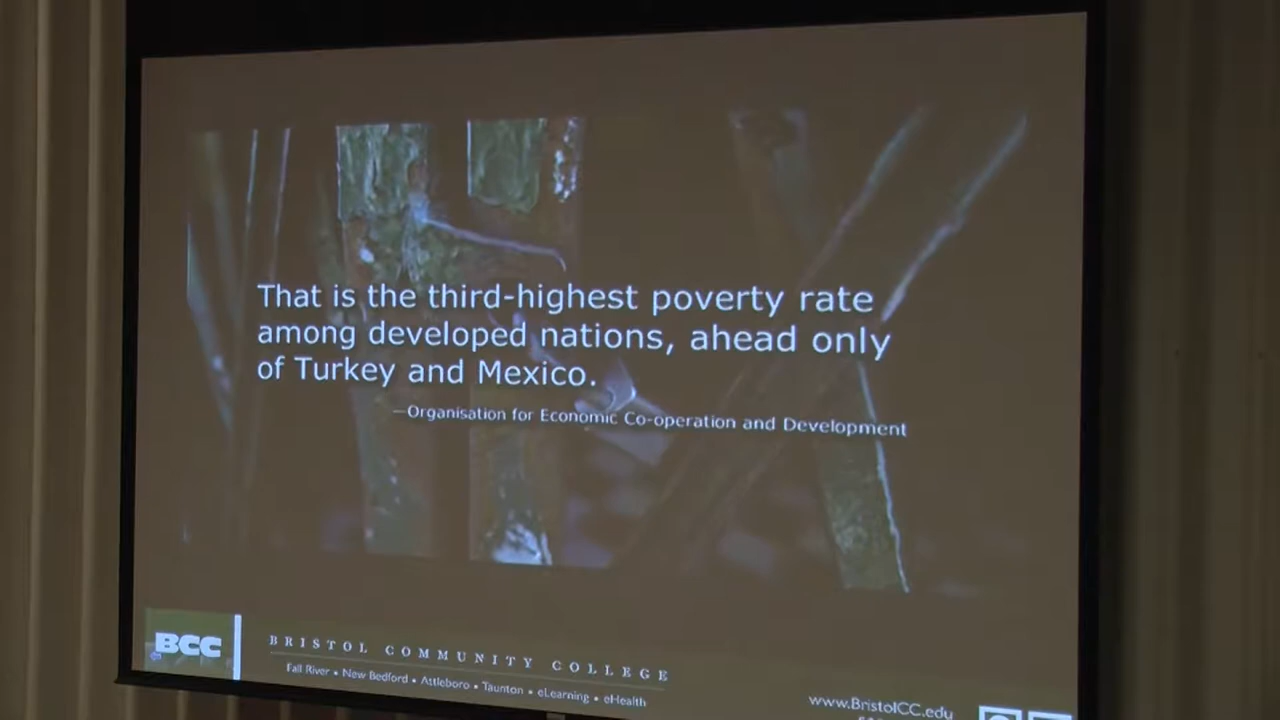 That is the third-highest poverty rate
among developed nations, ahead only
of Turkey and Mexico.
—Organisation for Economic Co-operation and Development
BCC
BRISTOL COMMUNITY COLLEGE
Fall River • New Bedford • Attleboro • Taunton • eLearning • eHealth
www.BristolCC.edu